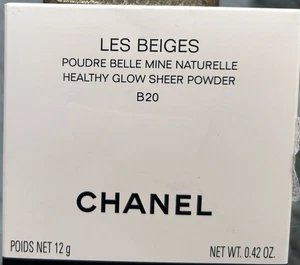 LES BEIGES
POUDRE BELLE MINE NATURELLE
HEALTHY GLOW SHEER POWDER
B20
CHANEL
POIDS NET 12 g NET WT. 0.42 OZ.